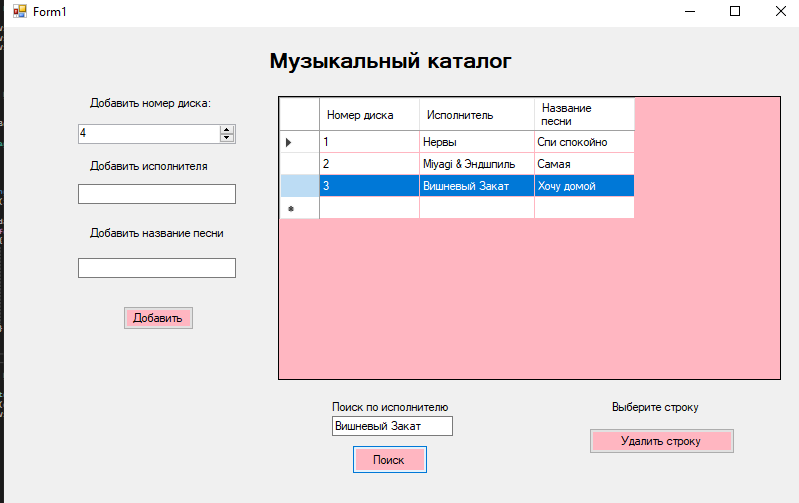 Form1
Музыкальный каталог
Добавить номер диска:
4
Добавить исполнителя
Добавить название песни
Добавить
Номер диска Исполнитель Название песни
1 Нервы Спи спокойно
2 Miyagi & Эндшпиль Самая
3 Вишневый Закат Хочу домой
Поиск по исполнителю
Вишневый Закат
Поиск
Выберите строку
Удалить строку